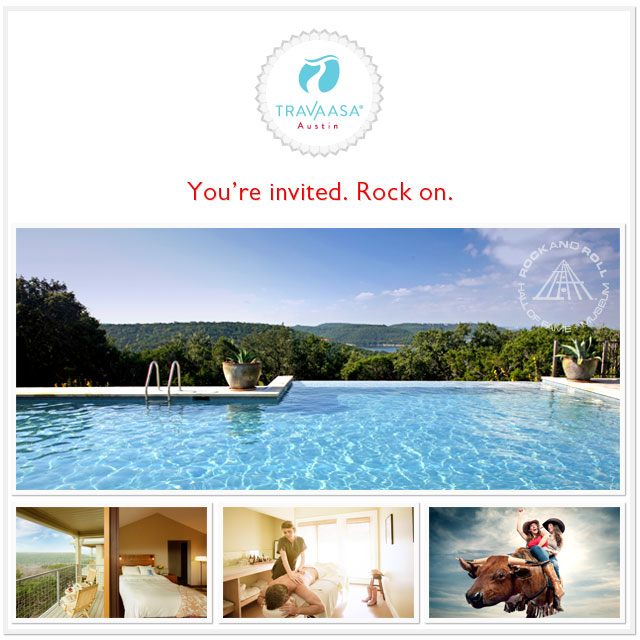 TRAVAASA®
Austin
You're invited. Rock on.
ROCK AND ROLL
HALL OF FAME + MUSEUM